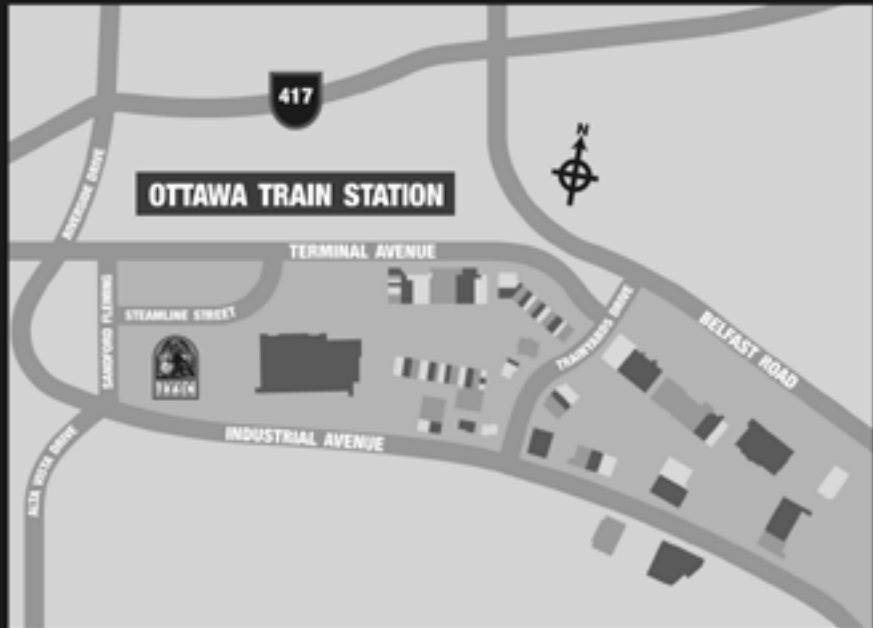 417
N
RIVERSIDE DRIVE
OTTAWA TRAIN STATION
TERMINAL AVENUE
SANDFORD FLEMING
STEAMLINE STREET
TRAINYARDS DRIVE
BELFAST ROAD
INDUSTRIAL AVENUE
ALTA VISTA DRIVE